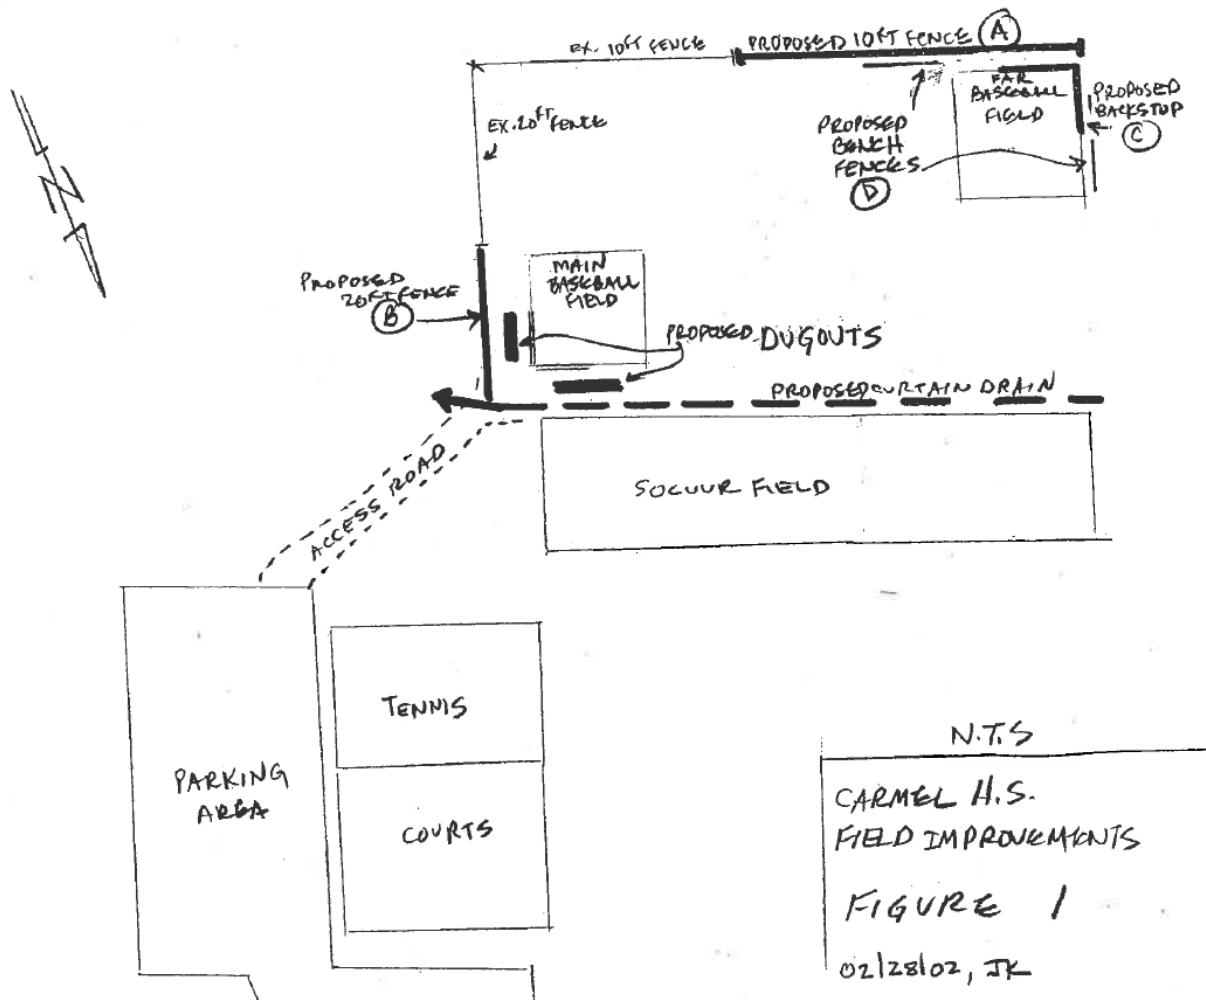 EX. 10FT FENCE
PROPOSED 10FT FENCE A
EX. 20FT FENCE
FAR
BASEBALL
FIELD
PROPOSED
BACKSTOP
C
PROPOSED
BENCH
FENCES
D
N
PROPOSED
20FT FENCE
B
MAIN
BASEBALL
FIELD
PROPOSED DUGOUTS
PROPOSED CURTAIN DRAIN
ACCESS ROAD
SOCUUR FIELD
PARKING
AREA
TENNIS
COURTS
N.T.S
CARMEL H.S.
FIELD IMPROVEMENTS
FIGURE 1
02/28/02, JK